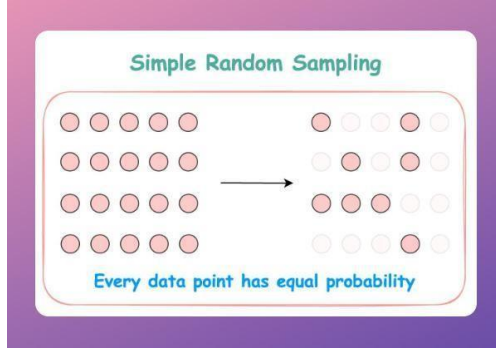 Simple Random Sampling
Every data point has equal probability